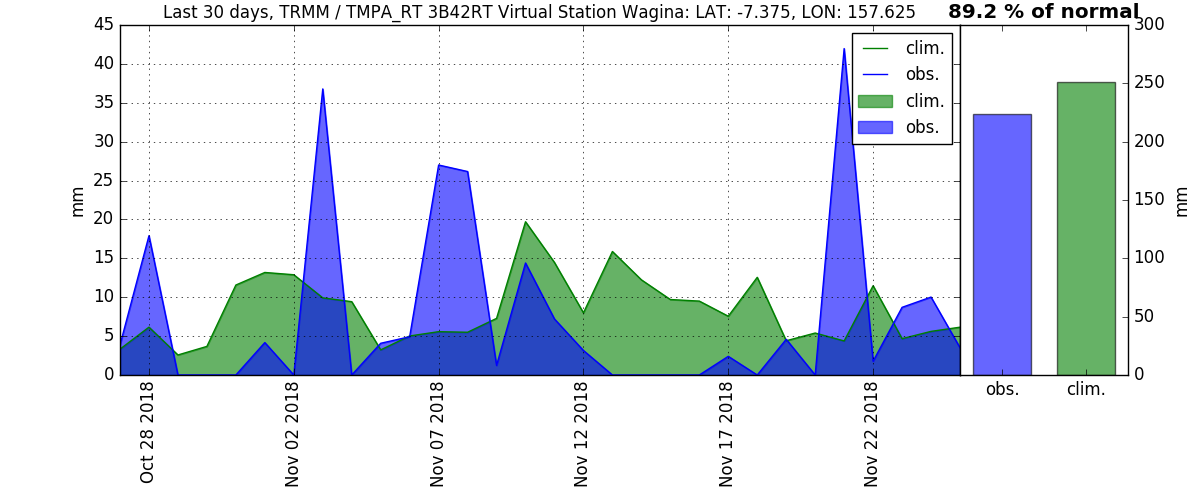 Last 30 days, TRMM / TMPA_RT 3B42RT Virtual Station Wagina: LAT: -7.375, LON: 157.625
89.2 % of normal
45
40
35
30
25
20
15
10
5
0
mm
clim.
obs.
clim.
obs.
Oct 28 2018
Nov 02 2018
Nov 07 2018
Nov 12 2018
Nov 17 2018
Nov 22 2018
300
250
200
150
100
50
0
mm
obs.
clim.